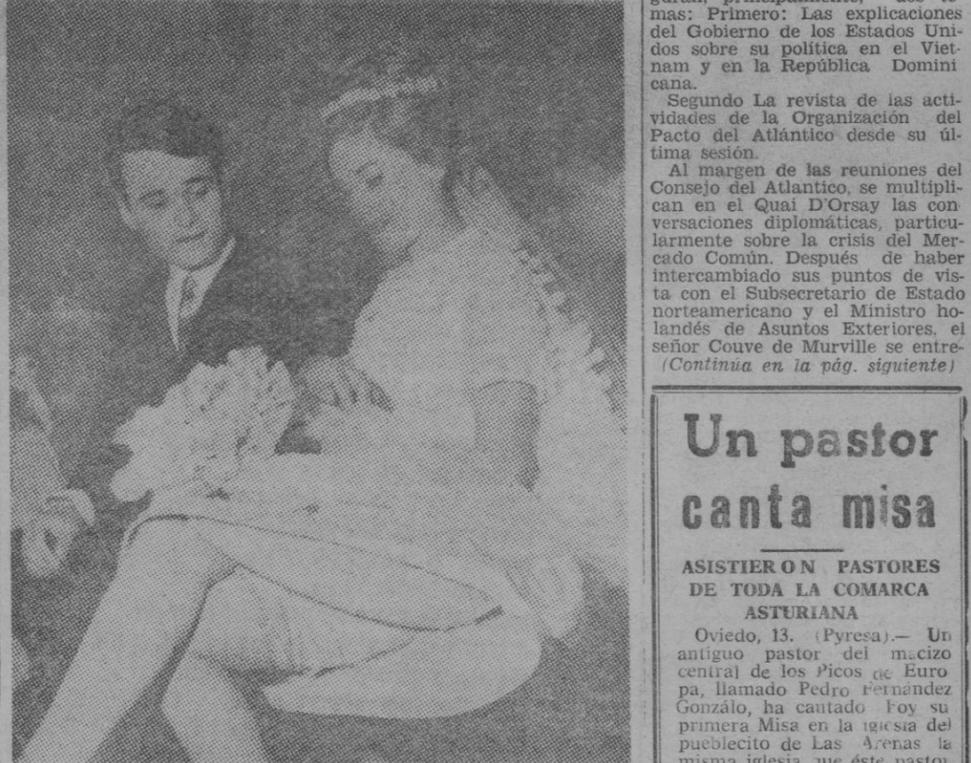 mas: Primero: Las explicaciones
del Gobierno de los Estados Uni-
dos sobre su política en el Viet-
nam y en la República Domini
cana.
Segundo La revista de las acti-
vidades de la Organización del
Pacto del Atlántico desde su úl-
tima sesión.
Al margen de las reuniones del
Consejo del Atlantico, se multipli-
can en el Quai D'Orsay las con
versaciones diplomáticas, particu-
larmente sobre la crisis del Mer-
cado Común. Después de haber
intercambiado sus puntos de vis-
ta con el Subsecretario de Estado
norteamericano y el Ministro ho-
landés de Asuntos Exteriores, el
señor Couve de Murville se entre-
(Continúa en la pág. siguiente)
Un pastor
canta misa
ASISTIERON PASTORES
DE TODA LA COMARCA
ASTURIANA
Oviedo, 13. (Pyresa).— Un
antiguo pastor del macizo
central de los Picos de Euro
pa, llamado Pedro Fernández
Gonzálo, ha cantado hoy su
primera Misa en la iglesia del
pueblecito de Las Arenas la
misma iglesia que éste pastor